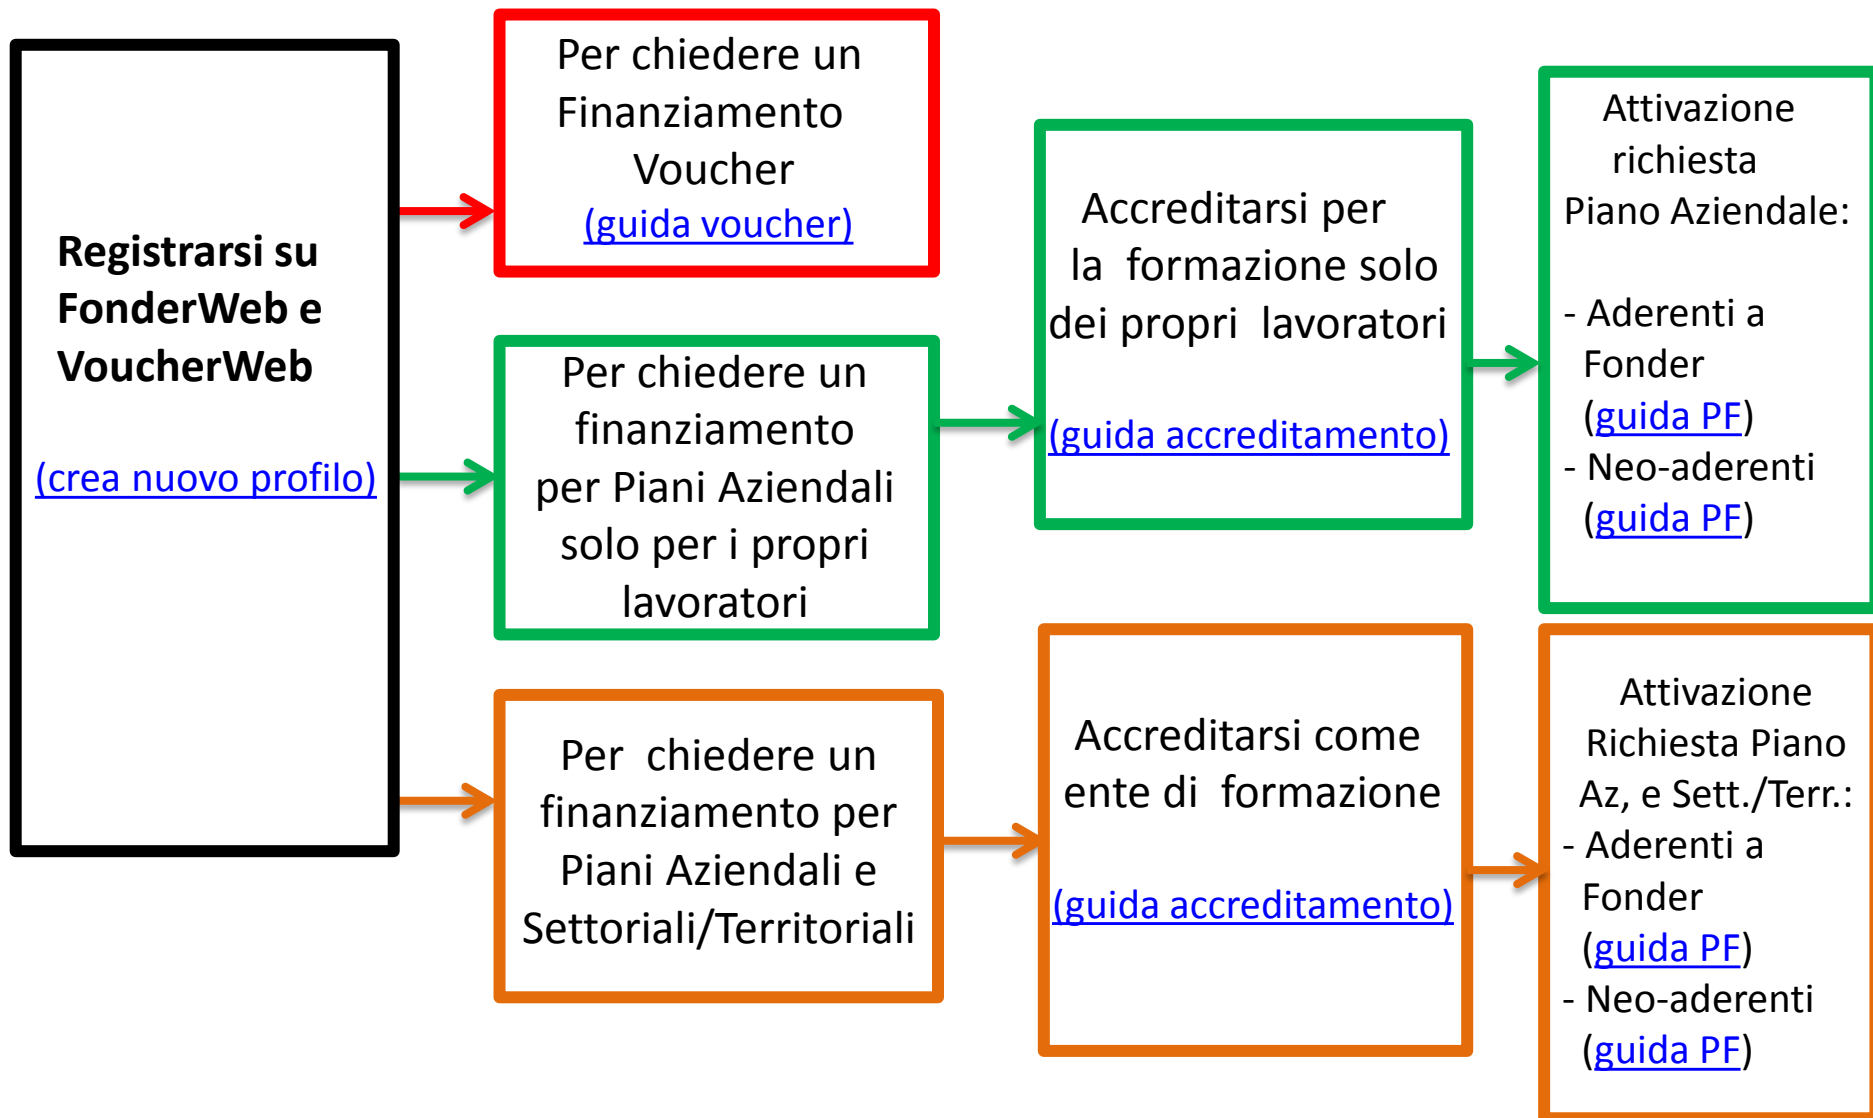 Registrarsi su
FonderWeb e
VoucherWeb
(crea nuovo profilo)
Per chiedere un
Finanziamento
Voucher
(guida voucher)
Per chiedere un
finanziamento
per Piani Aziendali
solo per i propri
lavoratori
Accreditarsi per
la formazione solo
dei propri lavoratori
(guida accreditamento)
Attivazione
richiesta
Piano Aziendale:
- Aderenti a
Fonder
(guida PF)
- Neo-aderenti
(guida PF)
Per chiedere un
finanziamento per
Piani Aziendali e
Settoriali/Territoriali
Accreditarsi come
ente di formazione
(guida accreditamento)
Attivazione
Richiesta Piano
Az, e Sett./Terr.:
- Aderenti a
Fonder
(guida PF)
- Neo-aderenti
(guida PF)